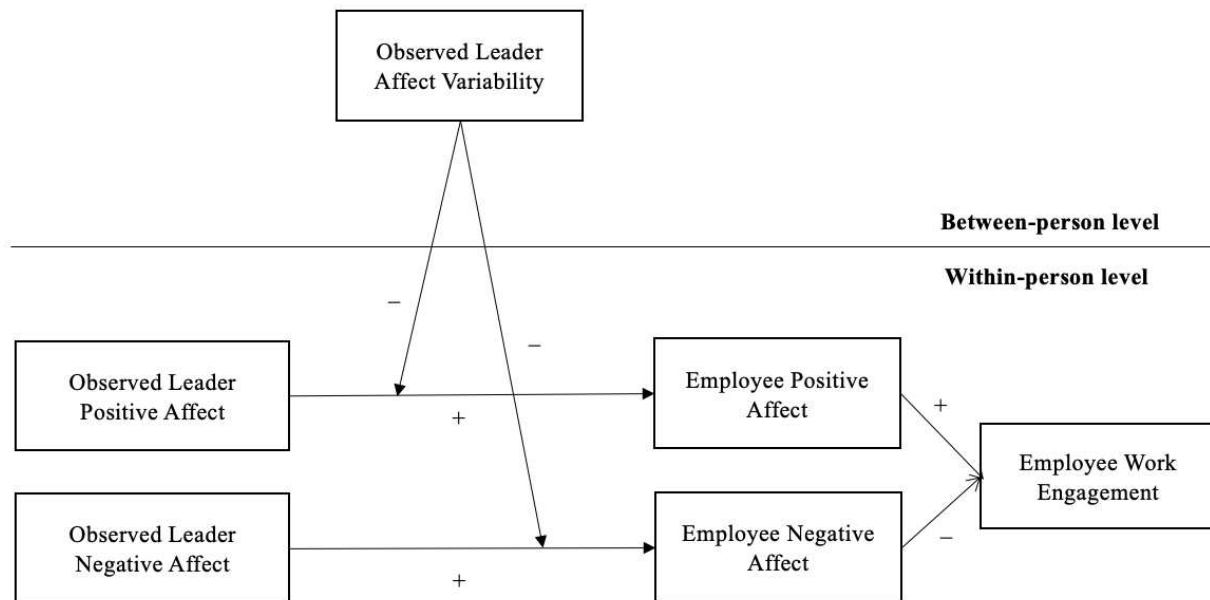 Observed Leader
Affect Variability
Between-person level
Within-person level
−
−
Observed Leader
Positive Affect
+
Employee Positive
Affect
+
Employee Work
Engagement
Observed Leader
Negative Affect
+
Employee Negative
Affect
−